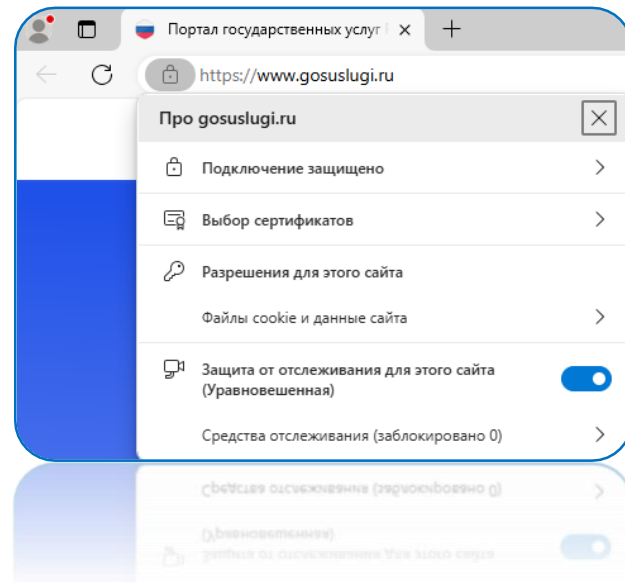 Портал государственных услуг
https://www.gosuslugi.ru
Про gosuslugi.ru
Подключение защищено
Выбор сертификатов
Разрешения для этого сайта
Файлы cookie и данные сайта
Защита от отслеживания для этого сайта
(Уравновешенная)
Средства отслеживания (заблокировано 0)